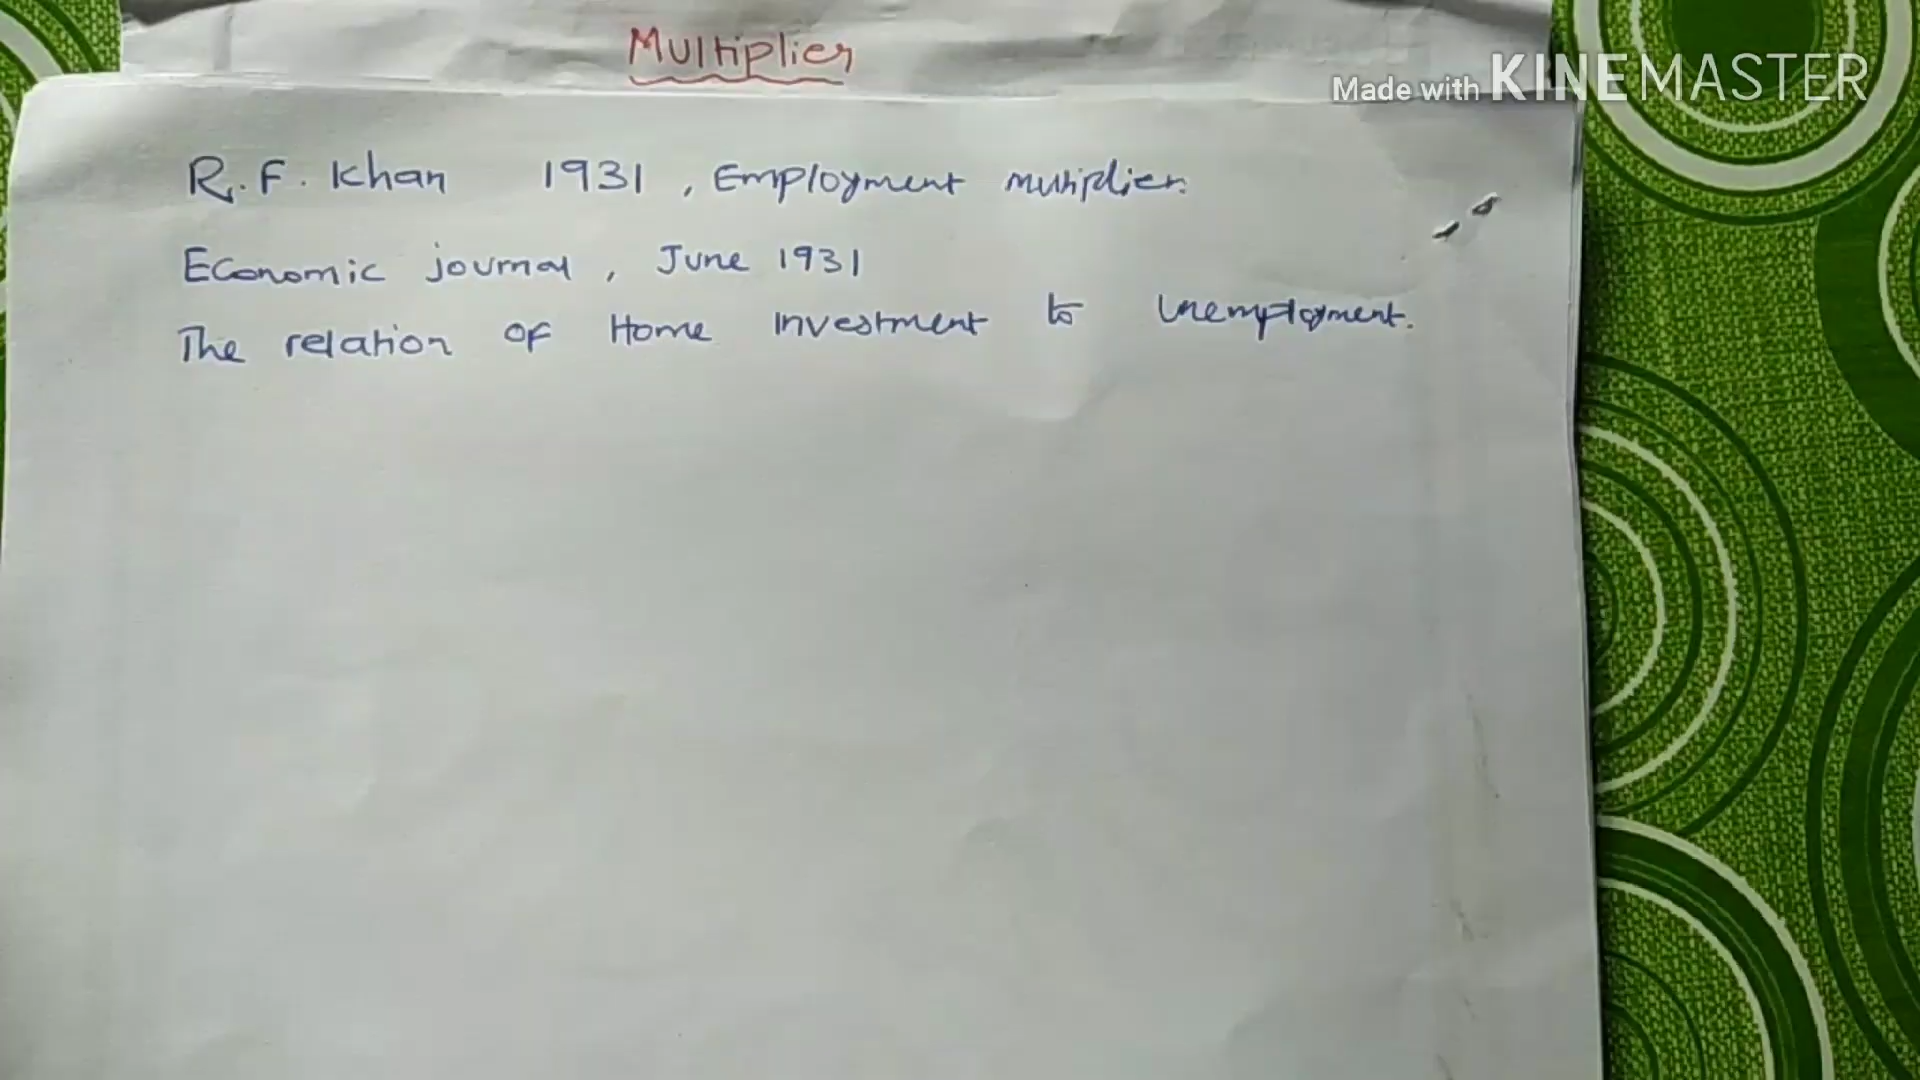 Multiplier
Made with KINEMASTER
R.F. Khan 1931, Employment multiplier.
Economic journal, June 1931
The relation of Home Investment to Unemployment.